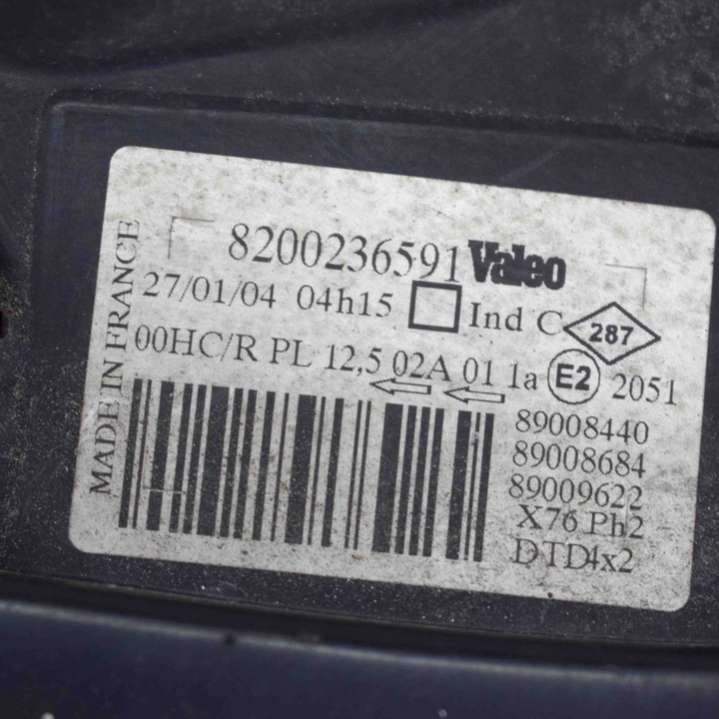 8200236591 Valeo
27/01/04 04h15 Ind C 287
00HC/R PL 12,5 02A 01 1a E2 2051
89008440
89008684
89009622
X76 Ph2
DTD4x2
MADE IN FRANCE